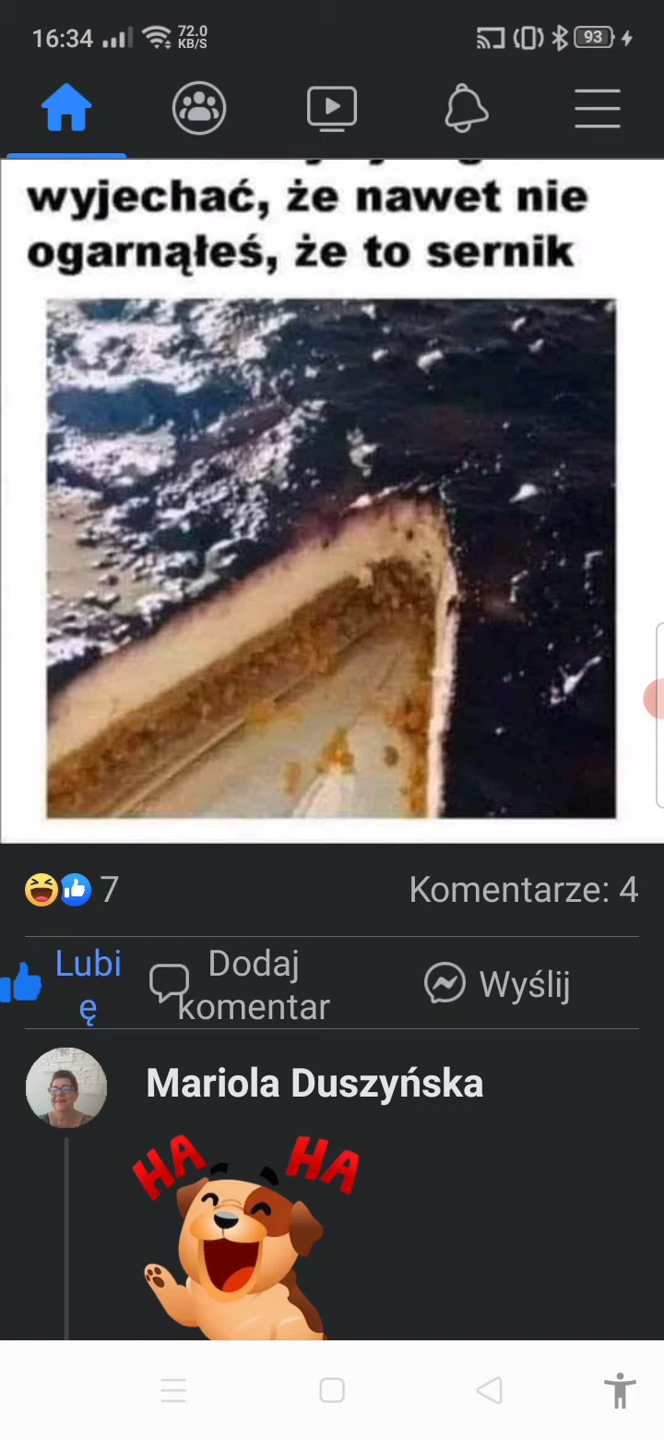 16:34
72.0
KB/S
93
wyjechać, że nawet nie
ogarnąłeś, że to sernik
7
Komentarze: 4
Lubi
ę
Dodaj
komentar
Wyślij
Mariola Duszyńska
HA HA